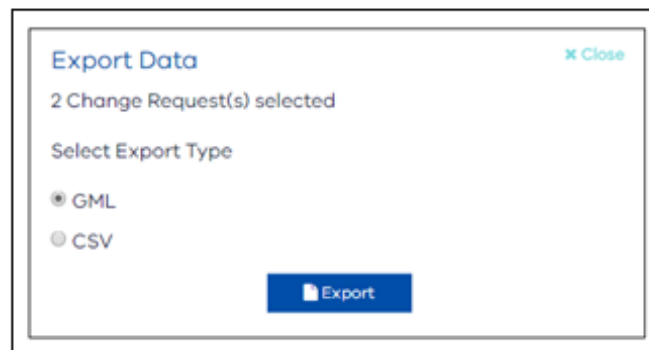 Export Data
✖ Close
2 Change Request(s) selected
Select Export Type
GML
CSV
Export